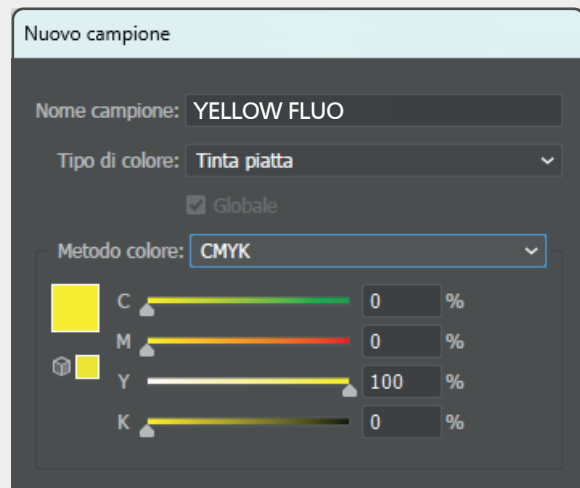 Nuovo campione
Nome campione: YELLOW FLUO
Tipo di colore: Tinta piatta
Globale
Metodo colore: CMYK
C 0 %
M 0 %
Y 100 %
K 0 %